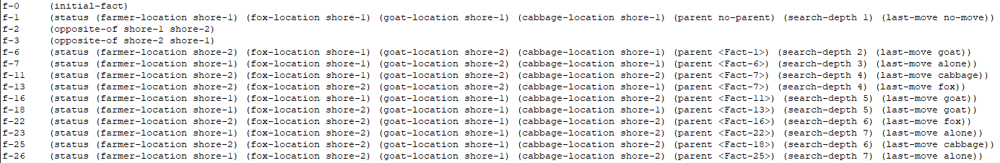 f-0     (initial-fact)
f-1     (status (farmer-location shore-1) (fox-location shore-1) (goat-location shore-1) (cabbage-location shore-1) (parent no-parent) (search-depth 1) (last-move no-move))
f-2     (opposite-of shore-1 shore-2)
f-3     (opposite-of shore-2 shore-1)
f-6     (status (farmer-location shore-2) (fox-location shore-1) (goat-location shore-2) (cabbage-location shore-1) (parent <Fact-1>) (search-depth 2) (last-move goat))
f-7     (status (farmer-location shore-1) (fox-location shore-1) (goat-location shore-2) (cabbage-location shore-1) (parent <Fact-6>) (search-depth 3) (last-move alone))
f-11    (status (farmer-location shore-2) (fox-location shore-1) (goat-location shore-2) (cabbage-location shore-2) (parent <Fact-7>) (search-depth 4) (last-move cabbage))
f-13    (status (farmer-location shore-2) (fox-location shore-2) (goat-location shore-2) (cabbage-location shore-1) (parent <Fact-7>) (search-depth 4) (last-move fox))
f-16    (status (farmer-location shore-1) (fox-location shore-1) (goat-location shore-1) (cabbage-location shore-2) (parent <Fact-11>) (search-depth 5) (last-move goat))
f-18    (status (farmer-location shore-1) (fox-location shore-2) (goat-location shore-1) (cabbage-location shore-1) (parent <Fact-13>) (search-depth 5) (last-move goat))
f-22    (status (farmer-location shore-2) (fox-location shore-2) (goat-location shore-1) (cabbage-location shore-2) (parent <Fact-16>) (search-depth 6) (last-move fox))
f-23    (status (farmer-location shore-1) (fox-location shore-2) (goat-location shore-1) (cabbage-location shore-2) (parent <Fact-22>) (search-depth 7) (last-move alone))
f-25    (status (farmer-location shore-2) (fox-location shore-2) (goat-location shore-1) (cabbage-location shore-2) (parent <Fact-18>) (search-depth 6) (last-move cabbage))
f-26    (status (farmer-location shore-1) (fox-location shore-2) (goat-location shore-1) (cabbage-location shore-2) (parent <Fact-25>) (search-depth 7) (last-move alone))